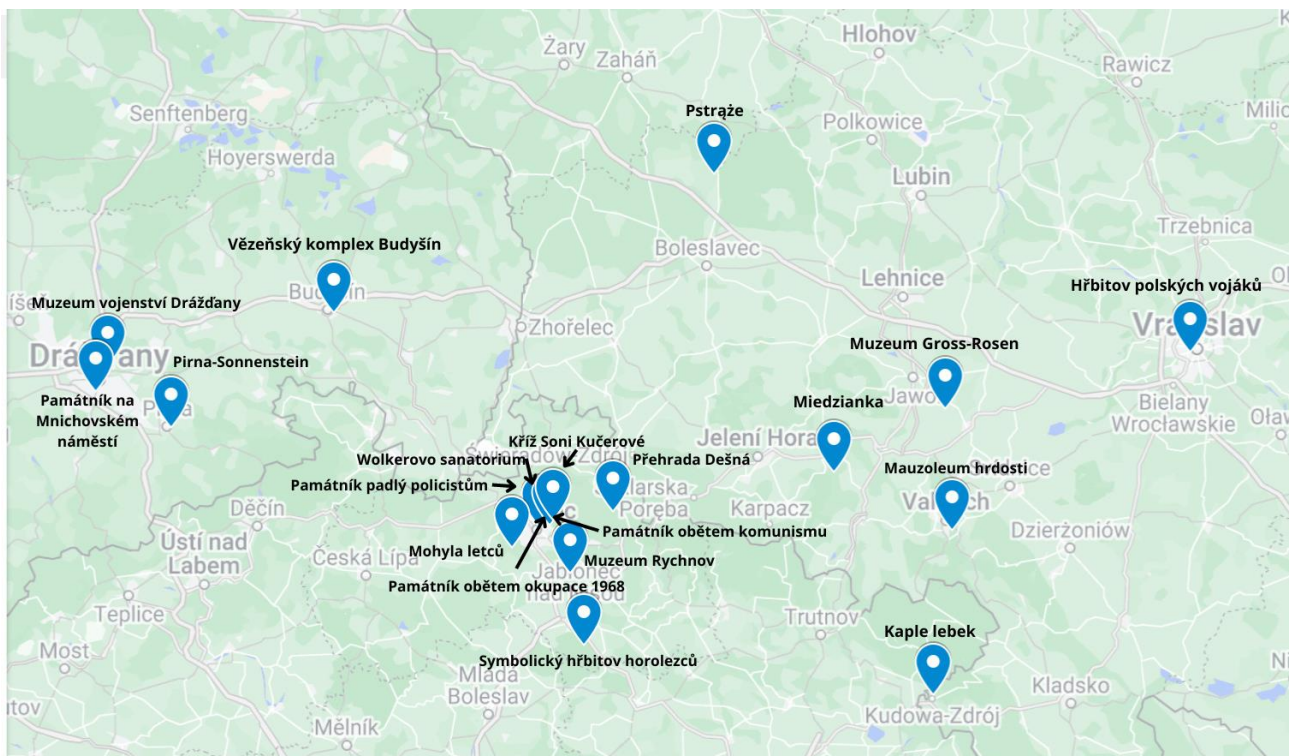 Žary
Zaháň
Hlohov
Rawicz
Senftenberg
Pstrąże
Polkowice
Milic
Hoyerswerda
Lubin
Trzebnica
Vězeňský komplex Budyšín
Boleslavec
Lehnice
Hřbitov polských vojáků
Muzeum vojenství Drážďany
Zhořelec
Pirna-Sonnenstein
Muzeum Gross-Rosen
Památník na
Mnichovském
náměstí
Miedzianka
Bielany
Wrocławskie
Kříž Soni Kučerové
Jelení Hora
Wolkerovo sanatorium
Přehrada Dešná
Mauzoleum hrdosti
Památník padlý policistům
Děčín
Poręba
Karpacz
Ústí nad
Labem
Česká Lípa
Mohyla letců
Památník obětem komunismu
Dzierżoniów
Muzeum Rychnov
Památník obětem okupace 1968
Teplice
Trutnov
Kaple lebek
Most
Symbolický hřbitov horolezců
Mladá
Boleslav
Kladsko
Kudowa-Zdrój
Mělník